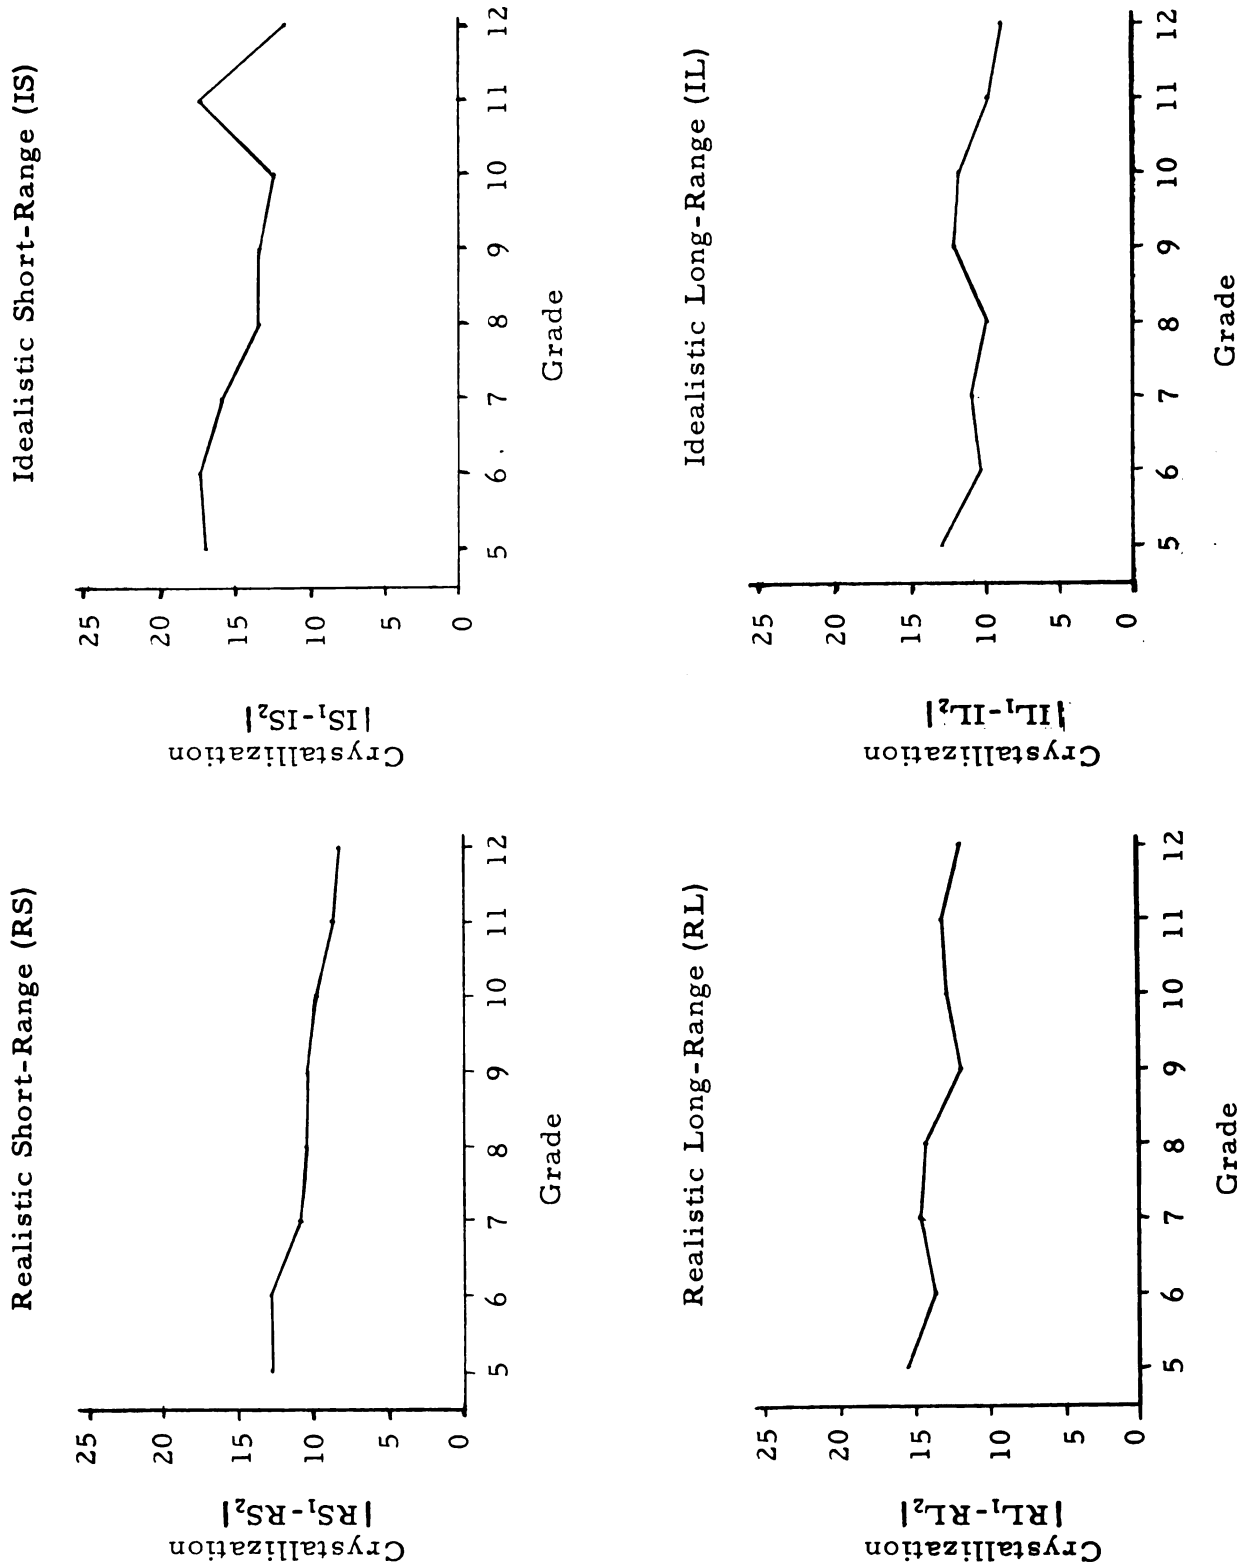 Realistic Short-Range (RS)
Crystallization
|RS₁-RS₂|
25
20
15
10
5
0
5 6 7 8 9 10 11 12
Grade
Idealistic Short-Range (IS)
Crystallization
|IS₁-IS₂|
25
20
15
10
5
0
5 6 7 8 9 10 11 12
Grade
Realistic Long-Range (RL)
Crystallization
|RL₁-RL₂|
25
20
15
10
5
0
5 6 7 8 9 10 11 12
Grade
Idealistic Long-Range (IL)
Crystallization
|IL₁-IL₂|
25
20
15
10
5
0
5 6 7 8 9 10 11 12
Grade